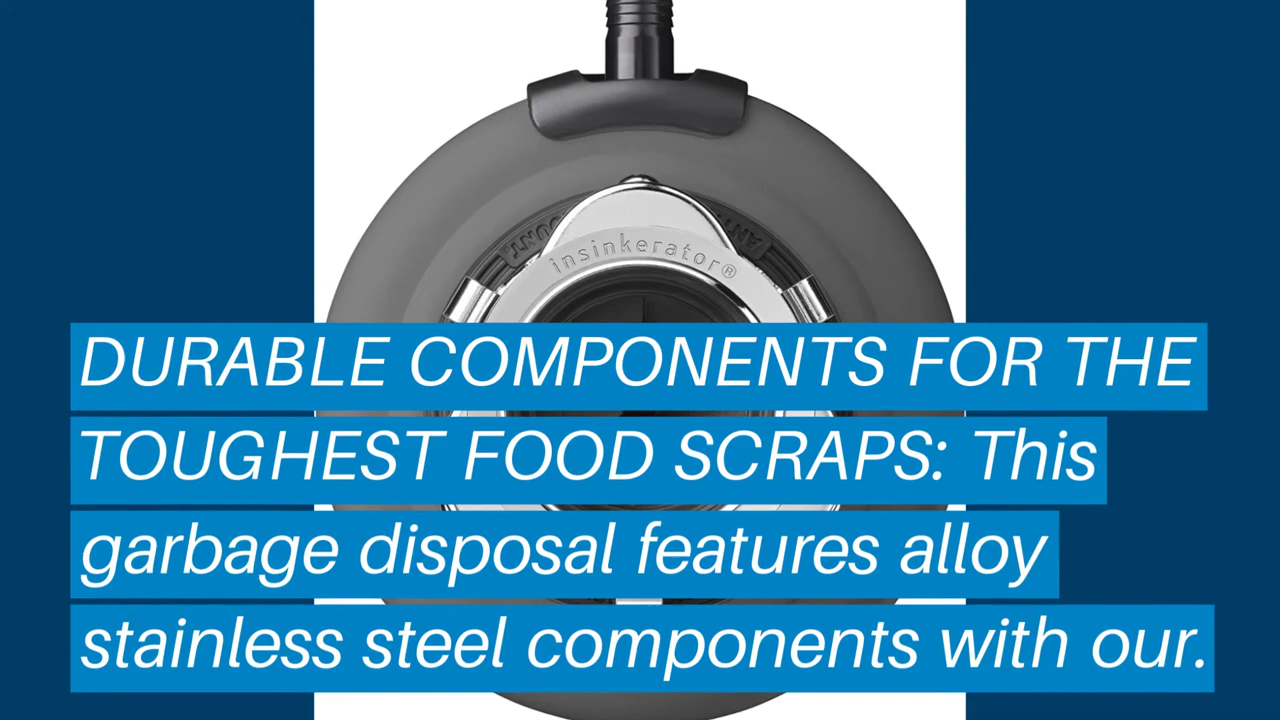 insinkerator®
DURABLE COMPONENTS FOR THE
TOUGHEST FOOD SCRAPS: This
garbage disposal features alloy
stainless steel components with our.